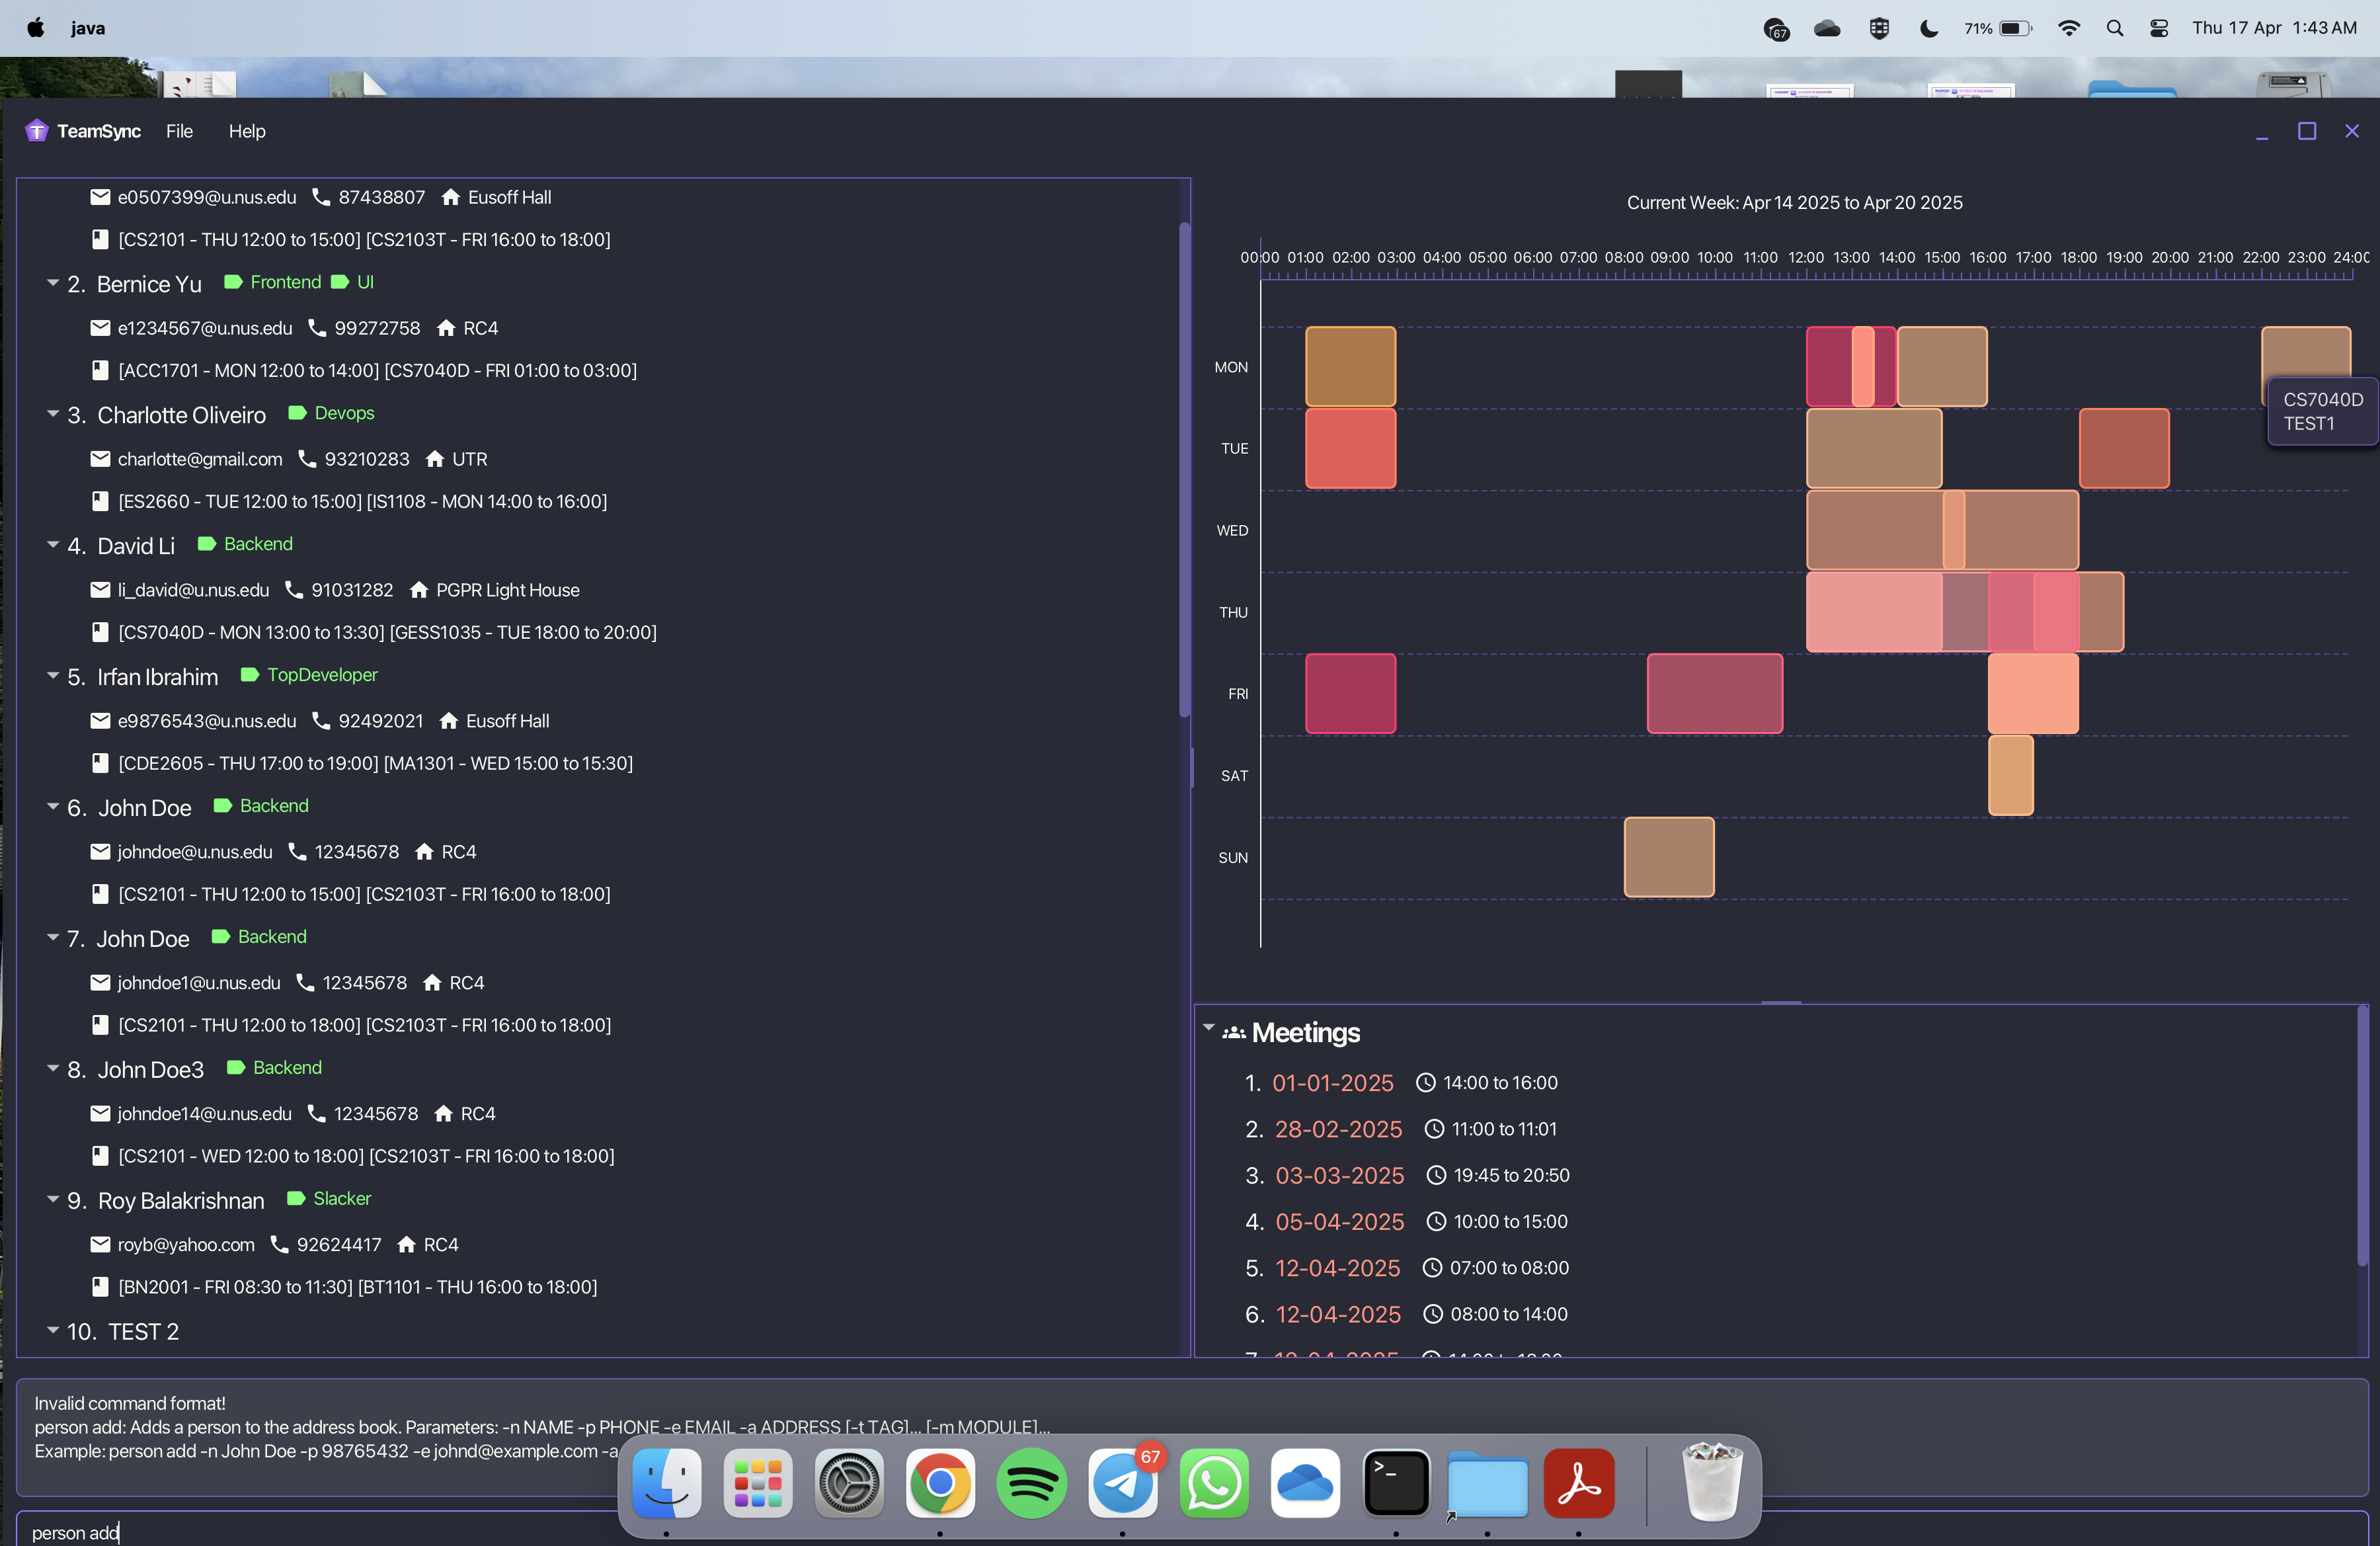 java
67
71%
Thu 17 Apr 1:43 AM
TeamSync File Help
e0507399@u.nus.edu 87438807 Eusoff Hall
[CS2101 - THU 12:00 to 15:00] [CS2103T - FRI 16:00 to 18:00]
2. Bernice Yu Frontend UI
e1234567@u.nus.edu 99272758 RC4
[ACC1701 - MON 12:00 to 14:00] [CS7040D - FRI 01:00 to 03:00]
3. Charlotte Oliveiro Devops
charlotte@gmail.com 93210283 UTR
[ES2660 - TUE 12:00 to 15:00] [IS1108 - MON 14:00 to 16:00]
4. David Li Backend
li_david@u.nus.edu 91031282 PGPR Light House
[CS7040D - MON 13:00 to 13:30] [GESS1035 - TUE 18:00 to 20:00]
5. Irfan Ibrahim TopDeveloper
e9876543@u.nus.edu 92492021 Eusoff Hall
[CDE2605 - THU 17:00 to 19:00] [MA1301 - WED 15:00 to 15:30]
6. John Doe Backend
johndoe@u.nus.edu 12345678 RC4
[CS2101 - THU 12:00 to 15:00] [CS2103T - FRI 16:00 to 18:00]
7. John Doe Backend
johndoe1@u.nus.edu 12345678 RC4
[CS2101 - THU 12:00 to 18:00] [CS2103T - FRI 16:00 to 18:00]
8. John Doe3 Backend
johndoe14@u.nus.edu 12345678 RC4
[CS2101 - WED 12:00 to 18:00] [CS2103T - FRI 16:00 to 18:00]
9. Roy Balakrishnan Slacker
royb@yahoo.com 92624417 RC4
[BN2001 - FRI 08:30 to 11:30] [BT1101 - THU 16:00 to 18:00]
10. TEST 2
Current Week: Apr 14 2025 to Apr 20 2025
00:00 01:00 02:00 03:00 04:00 05:00 06:00 07:00 08:00 09:00 10:00 11:00 12:00 13:00 14:00 15:00 16:00 17:00 18:00 19:00 20:00 21:00 22:00 23:00 24:00
MON
CS7040D
TEST1
TUE
WED
THU
FRI
SAT
SUN
Meetings
1. 01-01-2025 14:00 to 16:00
2. 28-02-2025 11:00 to 11:01
3. 03-03-2025 19:45 to 20:50
4. 05-04-2025 10:00 to 15:00
5. 12-04-2025 07:00 to 08:00
6. 12-04-2025 08:00 to 14:00
Invalid command format!
person add: Adds a person to the address book. Parameters: -n NAME -p PHONE -e EMAIL -a ADDRESS [-t TAG]... [-m MODULE]...
Example: person add -n John Doe -p 98765432 -e johnd@example.com -a
67
person add